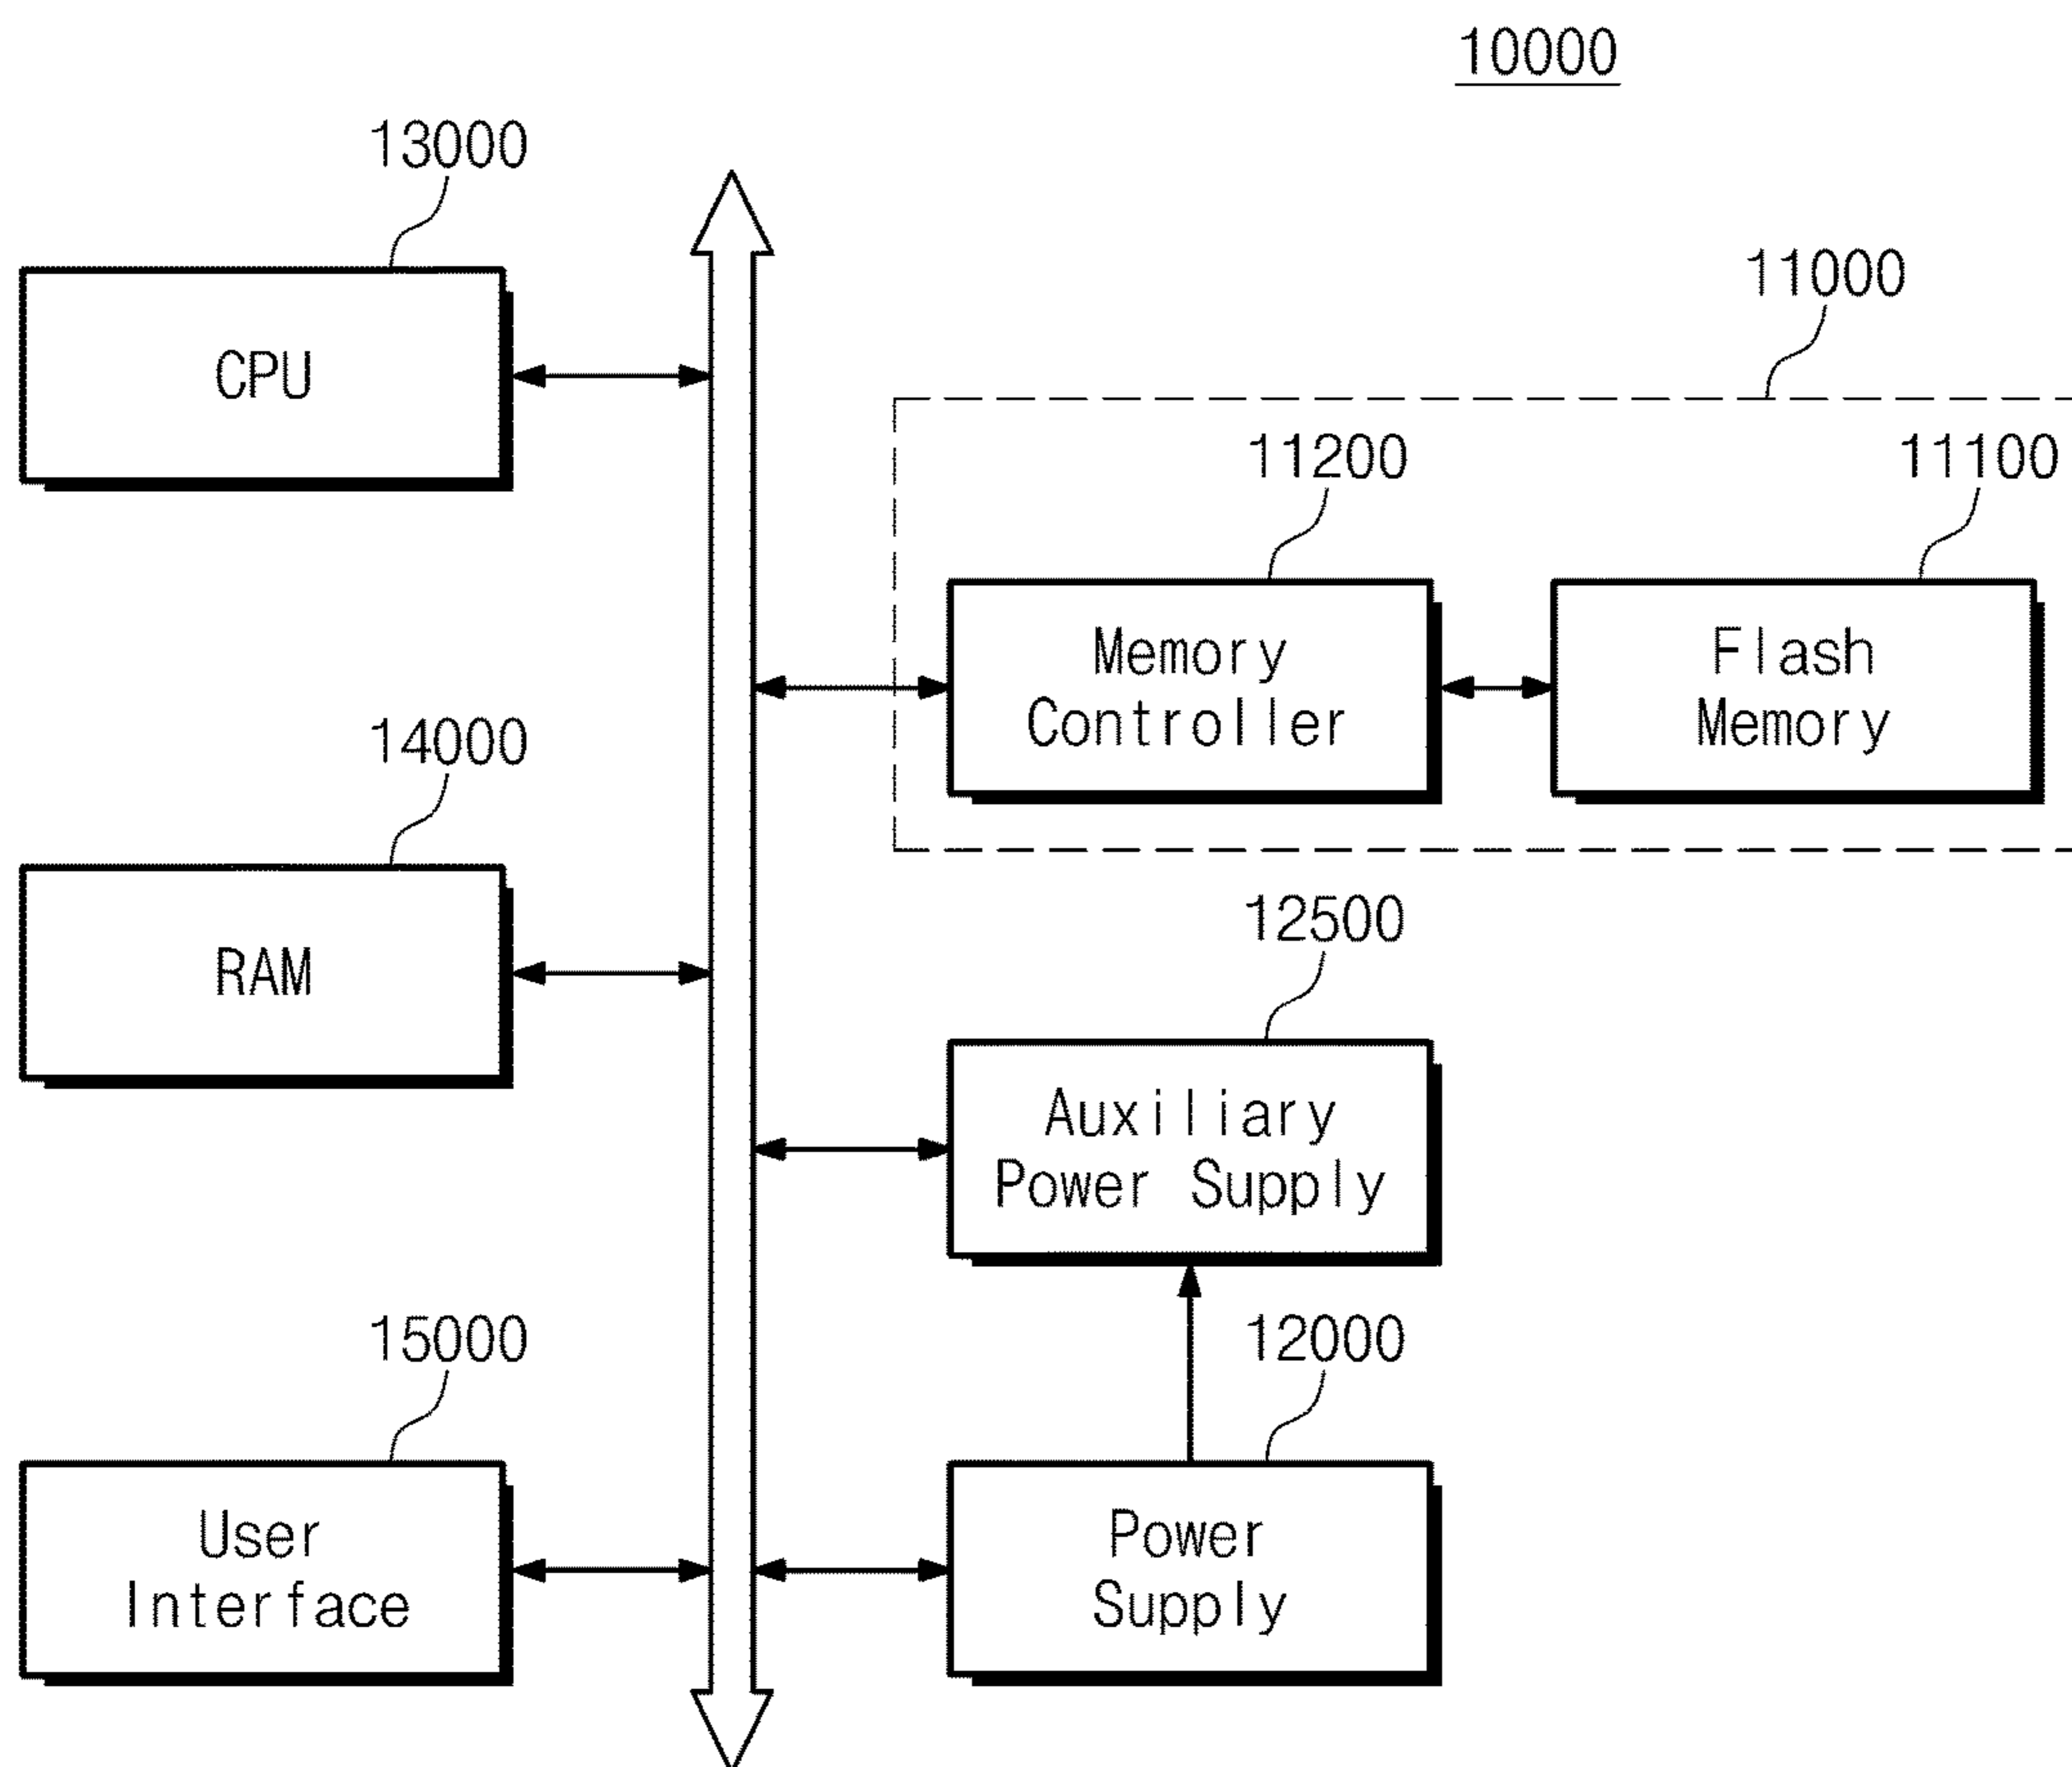 10000
13000
CPU
11000
11200
11100
Memory
Controller
Flash
Memory
14000
RAM
12500
Auxiliary
Power Supply
15000
User
Interface
12000
Power
Supply